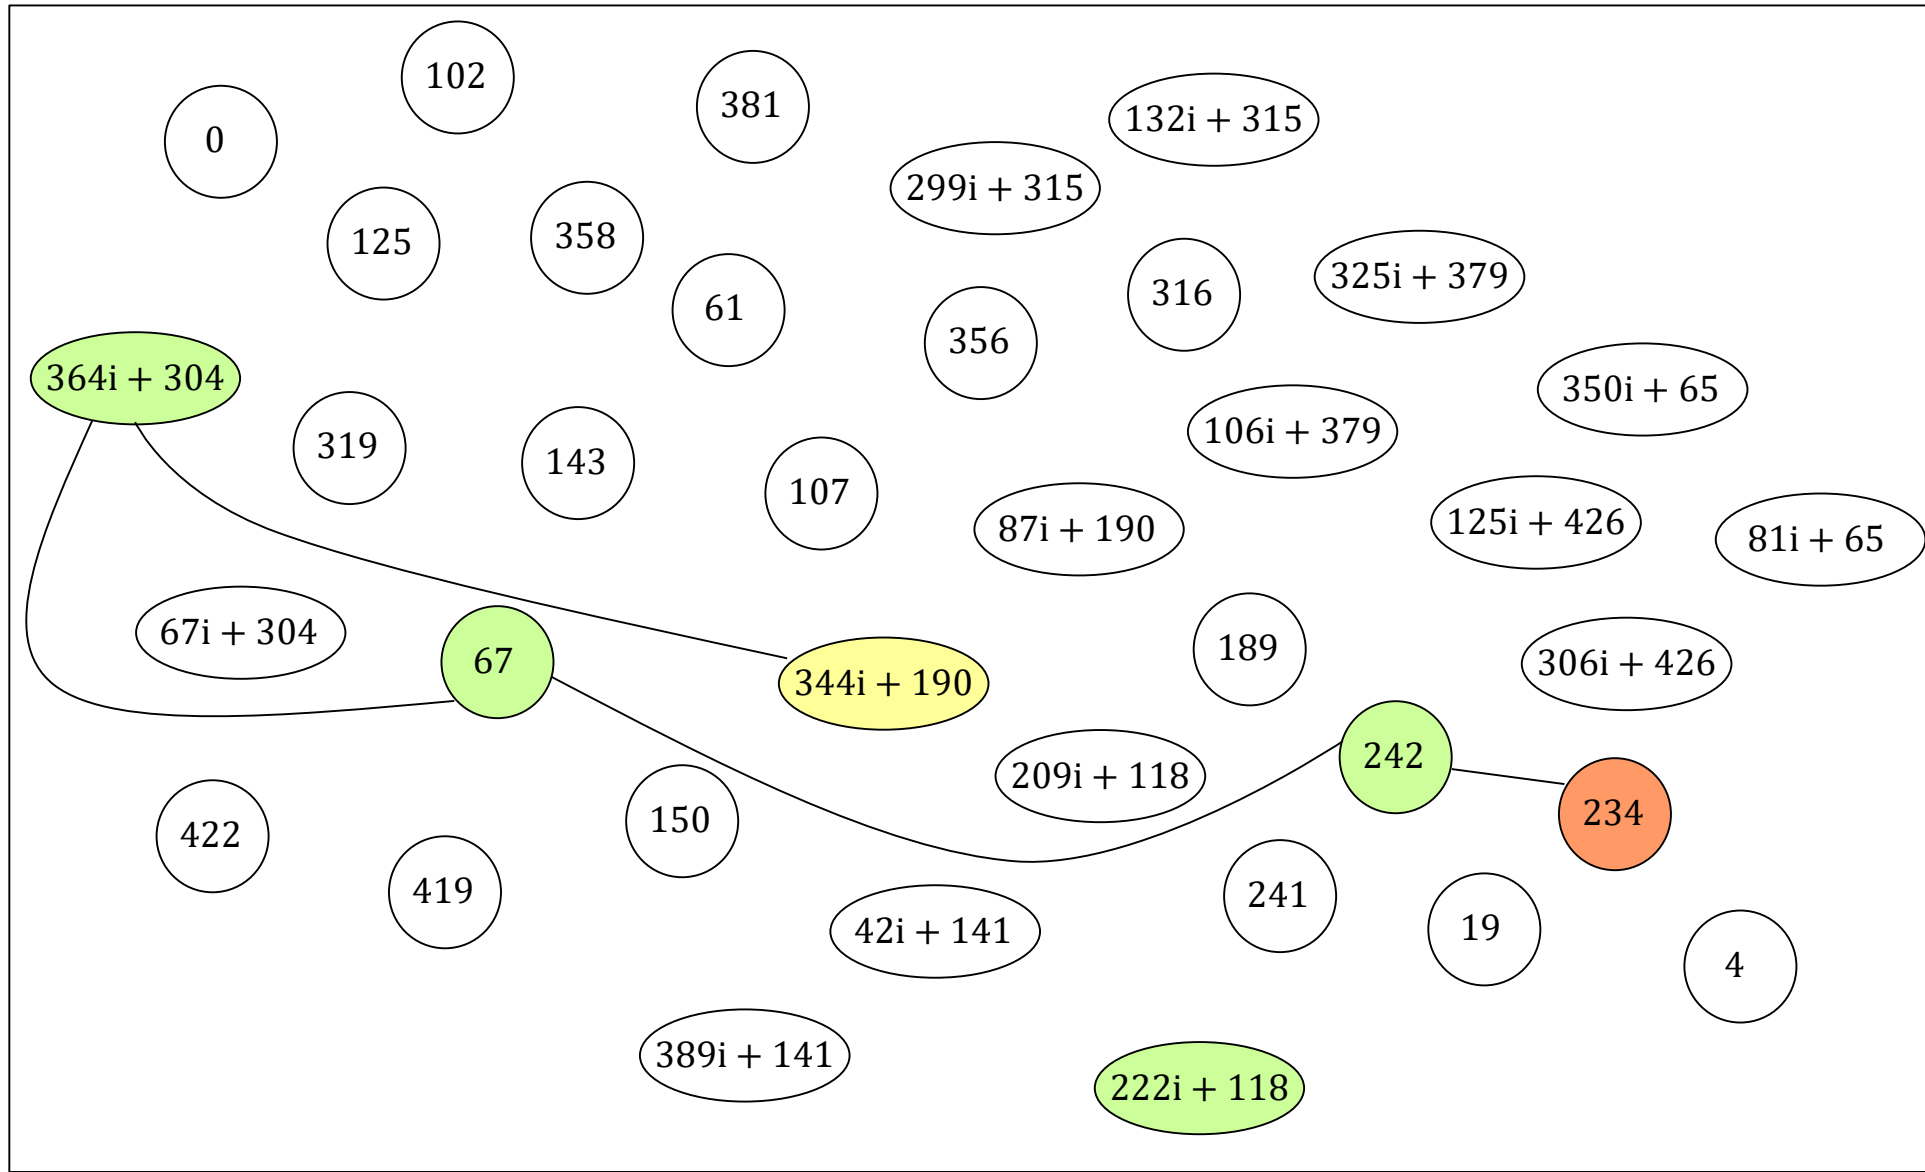 102
381
132i + 315
0
299i + 315
125
358
325i + 379
61
316
356
364i + 304
350i + 65
106i + 379
319
143
107
87i + 190
125i + 426
81i + 65
67i + 304
67
344i + 190
189
306i + 426
242
209i + 118
234
422
150
419
241
42i + 141
19
4
389i + 141
222i + 118